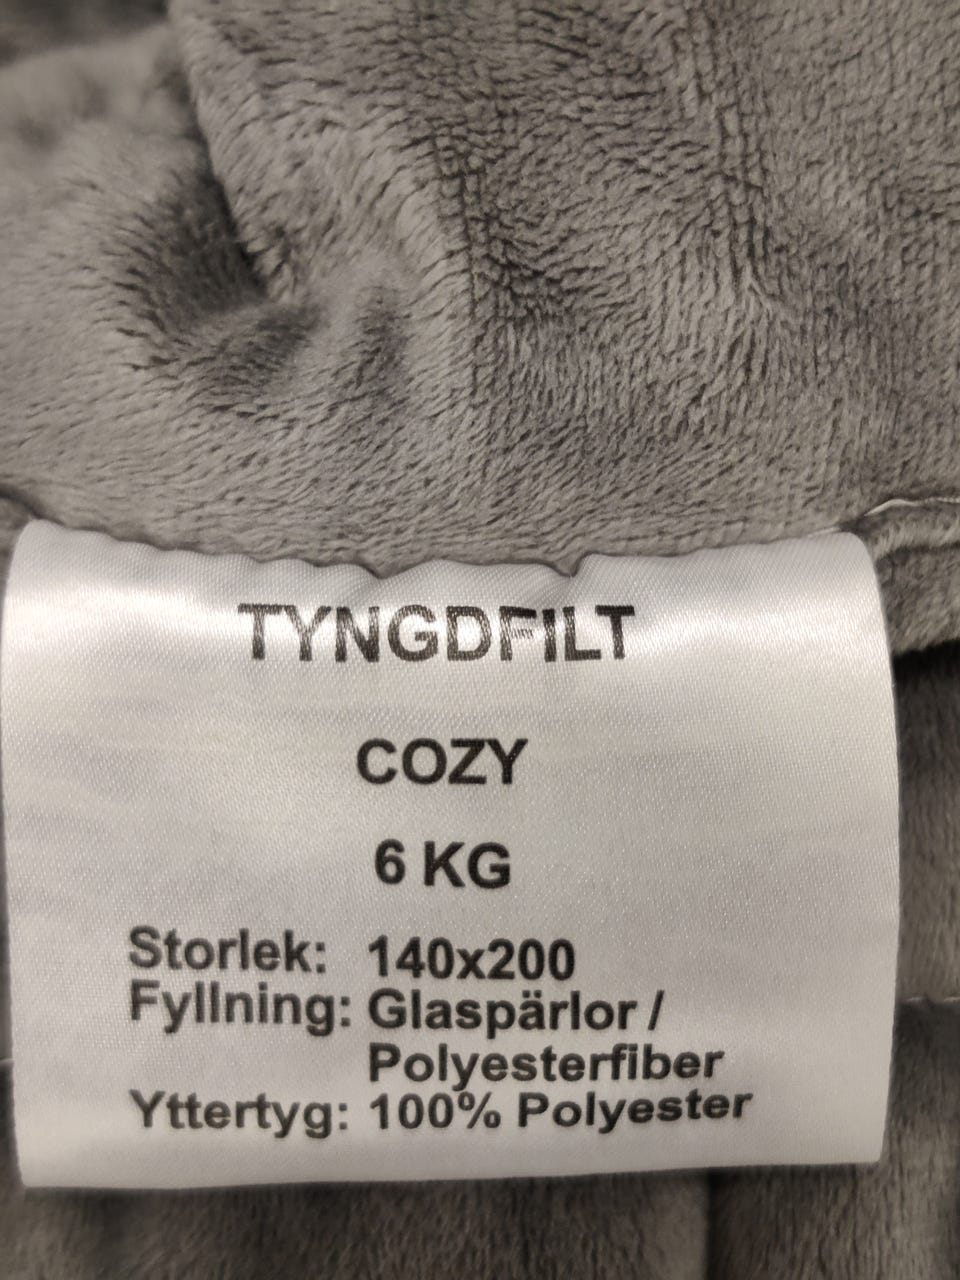 TYNGDFILT
COZY
6 KG
Storlek: 140x200
Fyllning: Glaspärlor /
Polyesterfiber
Yttertyg: 100% Polyester